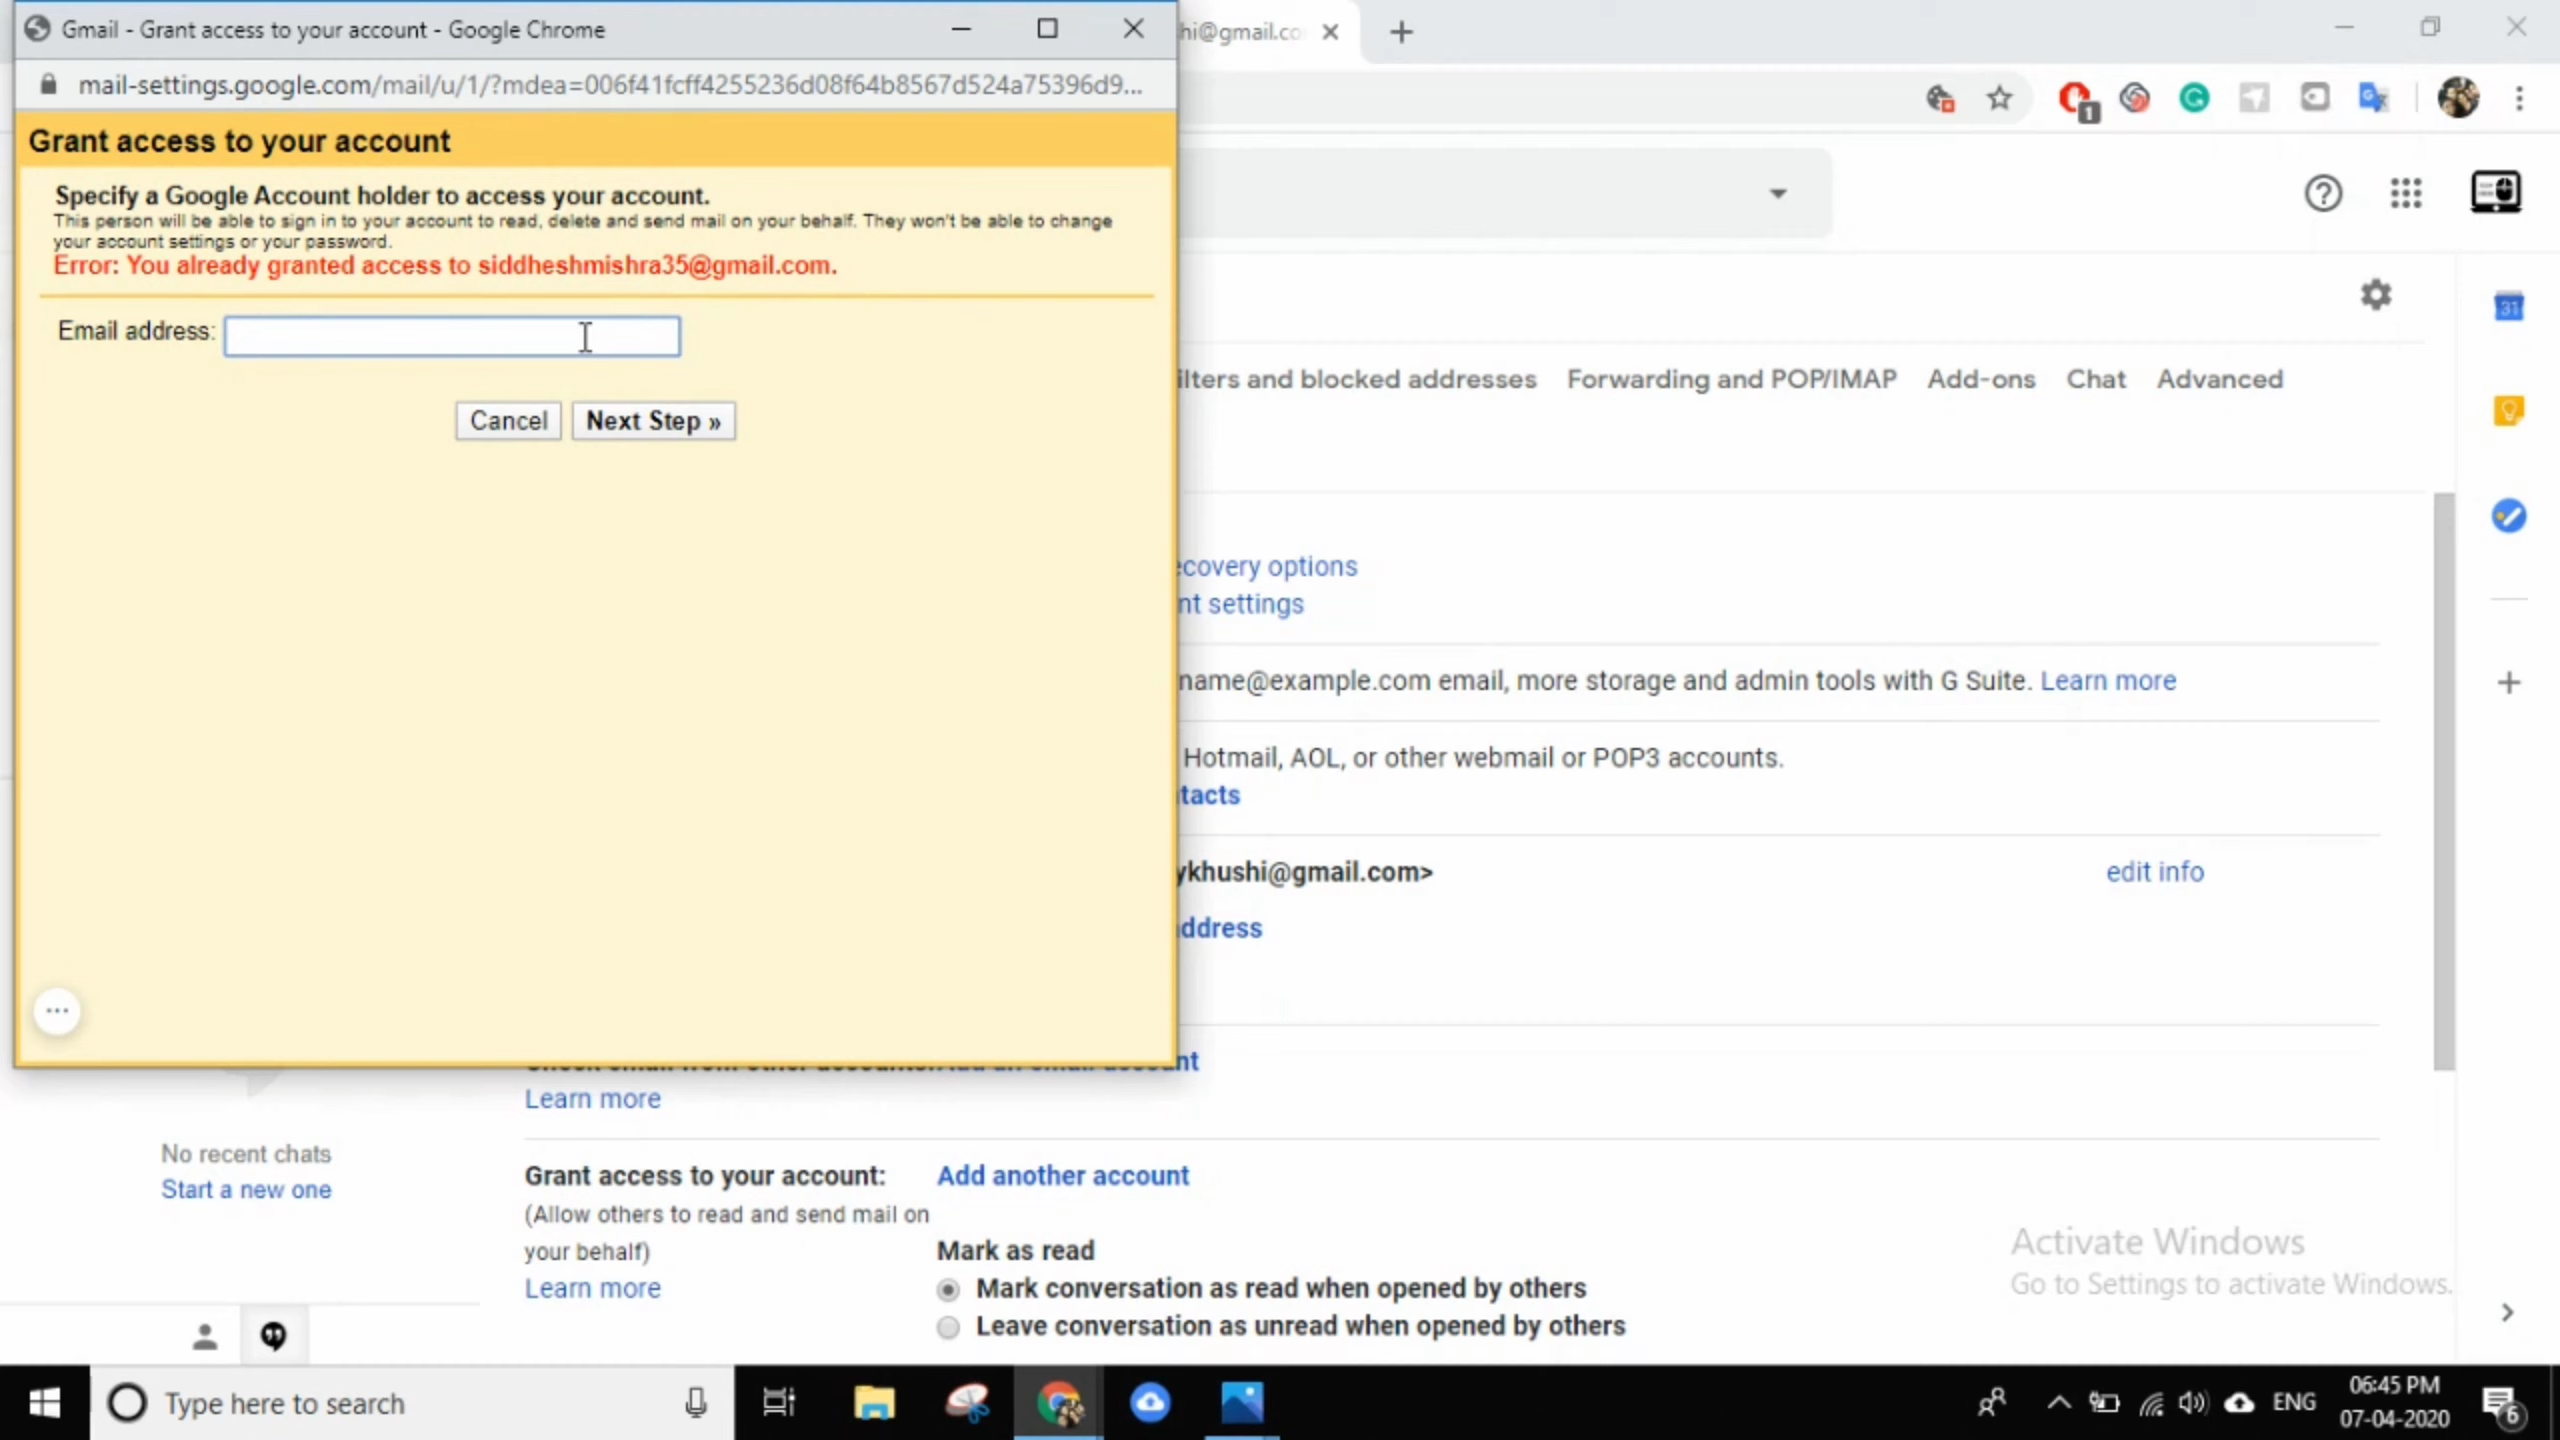 Gmail - Grant access to your account - Google Chrome
hi@gmail.co
mail-settings.google.com/mail/u/1/?mdea=006f41fcff4255236d08f64b8567d524a75396d9...
1
Grant access to your account
Specify a Google Account holder to access your account.
This person will be able to sign in to your account to read, delete and send mail on your behalf. They won't be able to change
your account settings or your password.
Error: You already granted access to siddheshmishra35@gmail.com.
Email address:
Cancel
Next Step »
ilters and blocked addresses
Forwarding and POP/IMAP
Add-ons
Chat
Advanced
31
ecovery options
nt settings
name@example.com email, more storage and admin tools with G Suite. Learn more
Hotmail, AOL, or other webmail or POP3 accounts.
tacts
ykhushi@gmail.com>
edit info
address
nt
Learn more
No recent chats
Start a new one
Grant access to your account:
(Allow others to read and send mail on
your behalf)
Learn more
Add another account
Mark as read
Mark conversation as read when opened by others
Leave conversation as unread when opened by others
Activate Windows
Go to Settings to activate Windows.
Type here to search
ENG
06:45 PM
07-04-2020
6